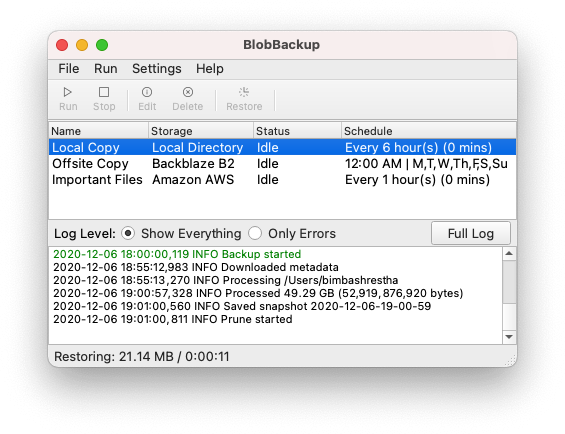 BlobBackup
File Run Settings Help
Run Stop Edit Delete Restore
Name Storage Status Schedule
Local Copy Local Directory Idle Every 6 hour(s) (0 mins)
Offsite Copy Backblaze B2 Idle 12:00 AM | M,T,W,Th,F,S,Su
Important Files Amazon AWS Idle Every 1 hour(s) (0 mins)
Log Level: Show Everything Only Errors Full Log
2020-12-06 18:00:00,119 INFO Backup started
2020-12-06 18:55:12,983 INFO Downloaded metadata
2020-12-06 18:55:13,270 INFO Processing /Users/bimbashrestha
2020-12-06 19:00:57,328 INFO Processed 49.29 GB (52,919,876,920 bytes)
2020-12-06 19:01:00,560 INFO Saved snapshot 2020-12-06-19-00-59
2020-12-06 19:01:00,811 INFO Prune started
Restoring: 21.14 MB / 0:00:11